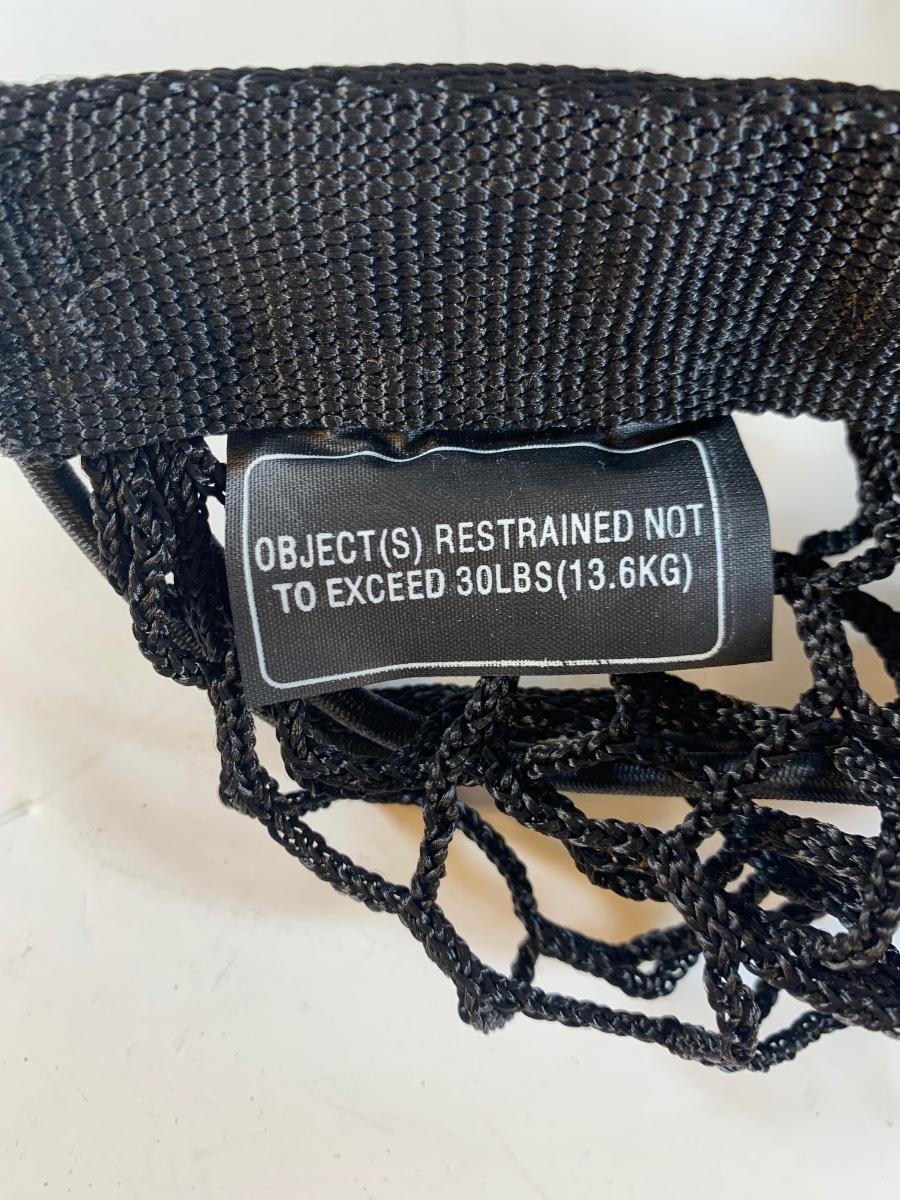 OBJECT(S) RESTRAINED NOT
TO EXCEED 30LBS(13.6KG)